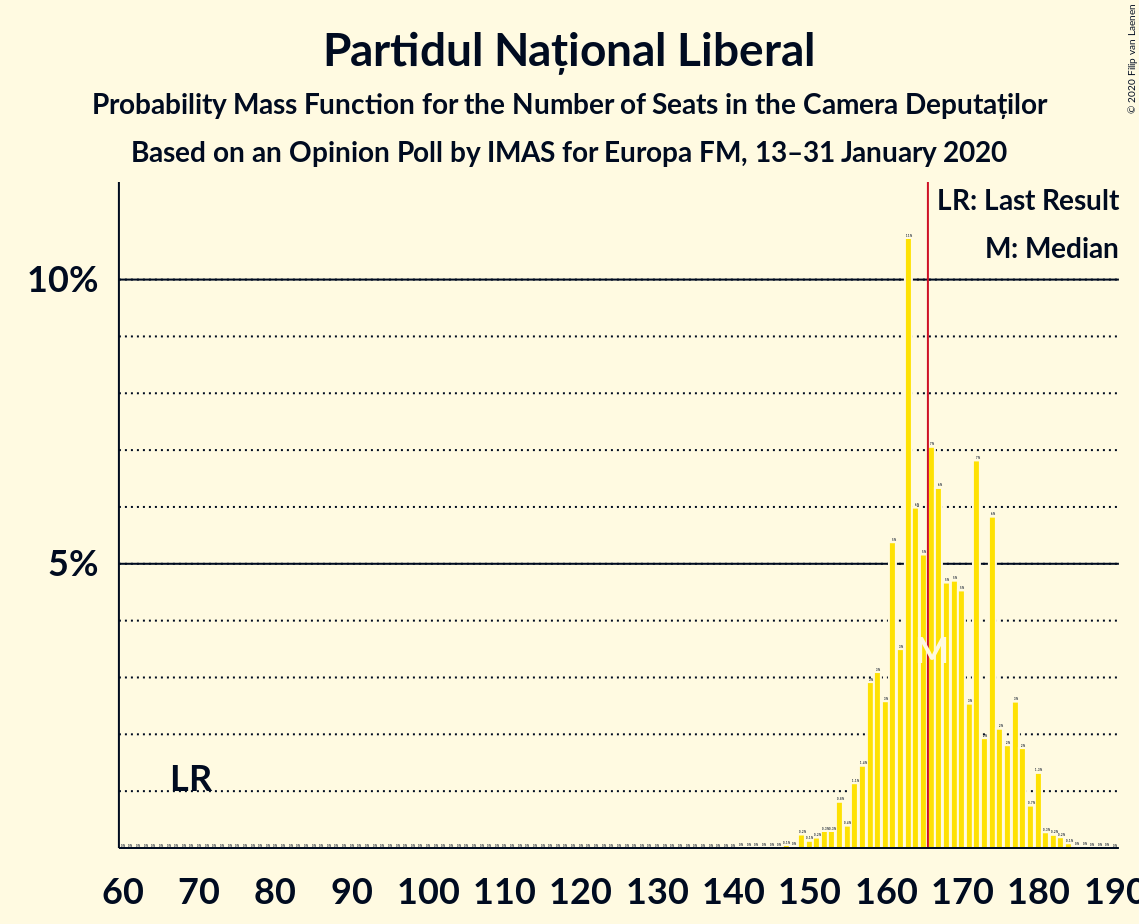 Partidul Național Liberal
Probability Mass Function for the Number of Seats in the Camera Deputaților
Based on an Opinion Poll by IMAS for Europa FM, 13–31 January 2020
© 2020 Filip van Laenen
LR: Last Result
M: Median
10%
5%
LR
M
60 70 80 90 100 110 120 130 140 150 160 170 180 190